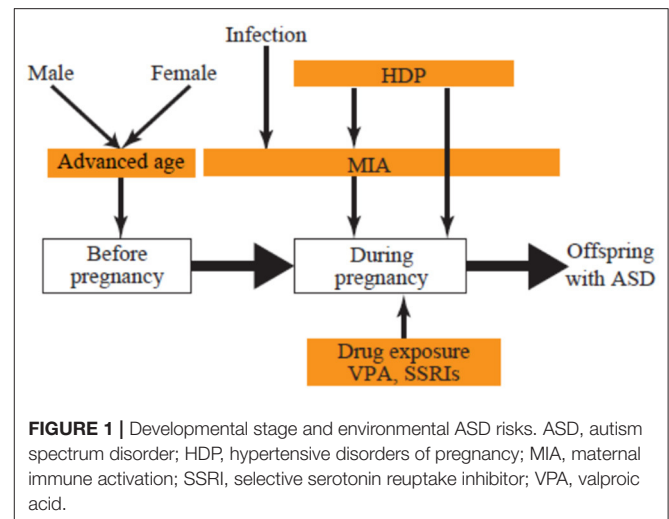 Infection
Male
Female
HDP
Advanced age
MIA
Before
pregnancy
During
pregnancy
Offspring
with ASD
Drug exposure
VPA, SSRIs
FIGURE 1 | Developmental stage and environmental ASD risks. ASD, autism
spectrum disorder; HDP, hypertensive disorders of pregnancy; MIA, maternal
immune activation; SSRI, selective serotonin reuptake inhibitor; VPA, valproic
acid.